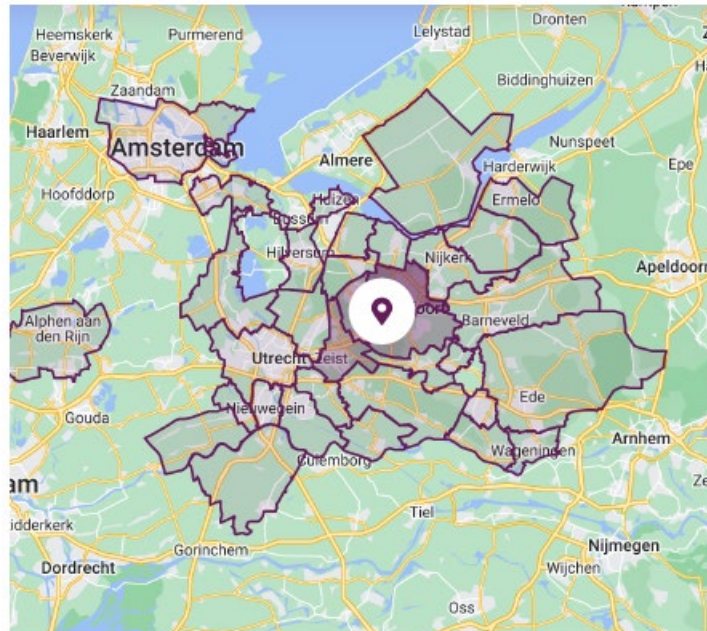 Heemskerk
Purmerend
Lelystad
Dronten
Beverwijk
Zaandam
Biddinghuizen
Haarlem
Amsterdam
Almere
Nunspeet
Harderwijk
Epe
Hoofddorp
Huizen
Ermelo
Bussum
Hilversum
Nijkerk
Apeldoorn
Alphen aan
den Rijn
Barneveld
Utrecht
Zeist
Ede
Nieuwegein
Gouda
Arnhem
Culemborg
Wageningen
Tiel
Gorinchem
Nijmegen
Dordrecht
Wijchen
Oss